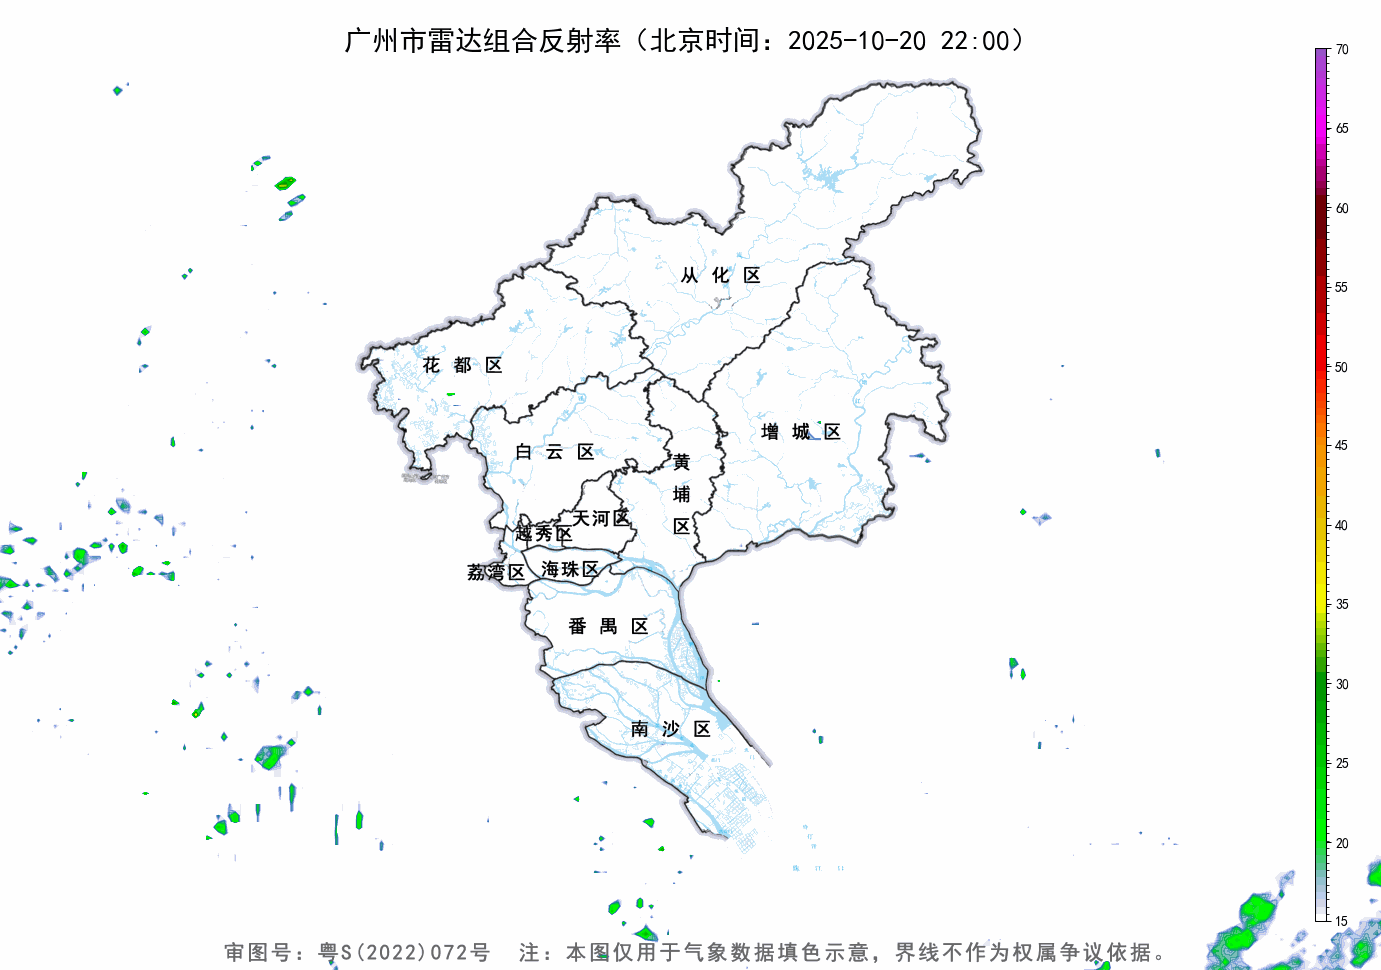 广州市雷达组合反射率（北京时间：2025-10-20 22:00）
70
65
60
55
50
45
40
35
30
25
20
15
从化区
花都区
增城区
白云区
黄埔区
天河区
越秀区
荔湾区
海珠区
番禺区
南沙区
审图号：粤S(2022)072号 注：本图仅用于气象数据填色示意，界线不作为权属争议依据。